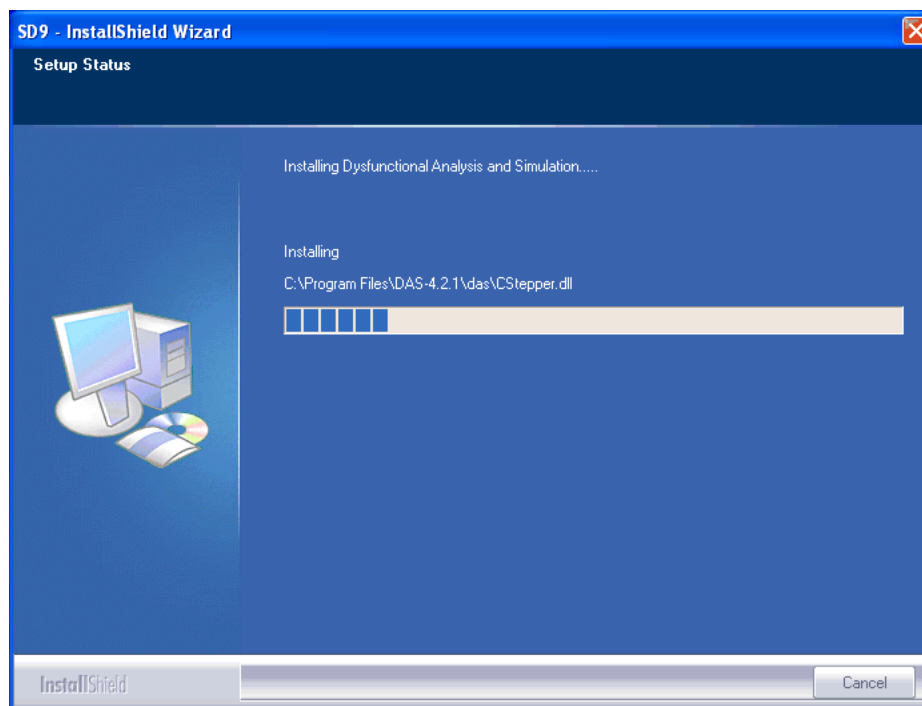 SD9 - InstallShield Wizard
Setup Status
Installing Dysfunctional Analysis and Simulation.....
Installing
C:\Program Files\DAS-4.2.1\das\CStepper.dll
InstallShield
Cancel